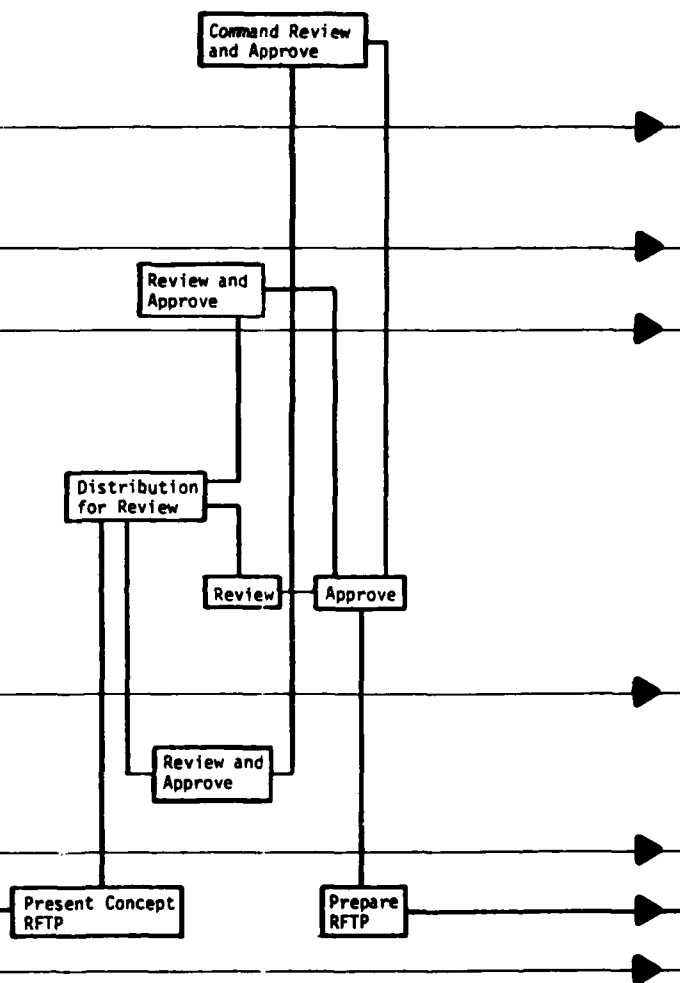 Command Review
and Approve
Review and
Approve
Distribution
for Review
Review
Approve
Review and
Approve
Present Concept
RFTP
Prepare
RFTP